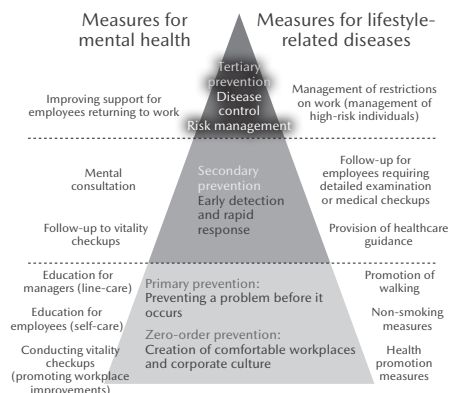 Measures for
mental health
Measures for lifestyle-
related diseases
Tertiary
prevention
Disease
control
Risk management
Improving support for
employees returning to work
Management of restrictions
on work (management of
high-risk individuals)
Mental
consultation
Follow-up to vitality
checkups
Secondary
prevention
Early detection
and rapid
response
Follow-up for
employees requiring
detailed examination
or medical checkups
Provision of healthcare
guidance
Education for
managers (line-care)
Education for
employees (self-care)
Conducting vitality
checkups
(promoting workplace
improvements)
Primary prevention:
Preventing a problem before it
occurs
Zero-order prevention:
Creation of comfortable workplaces
and corporate culture
Promotion of
walking
Non-smoking
measures
Health
promotion
measures